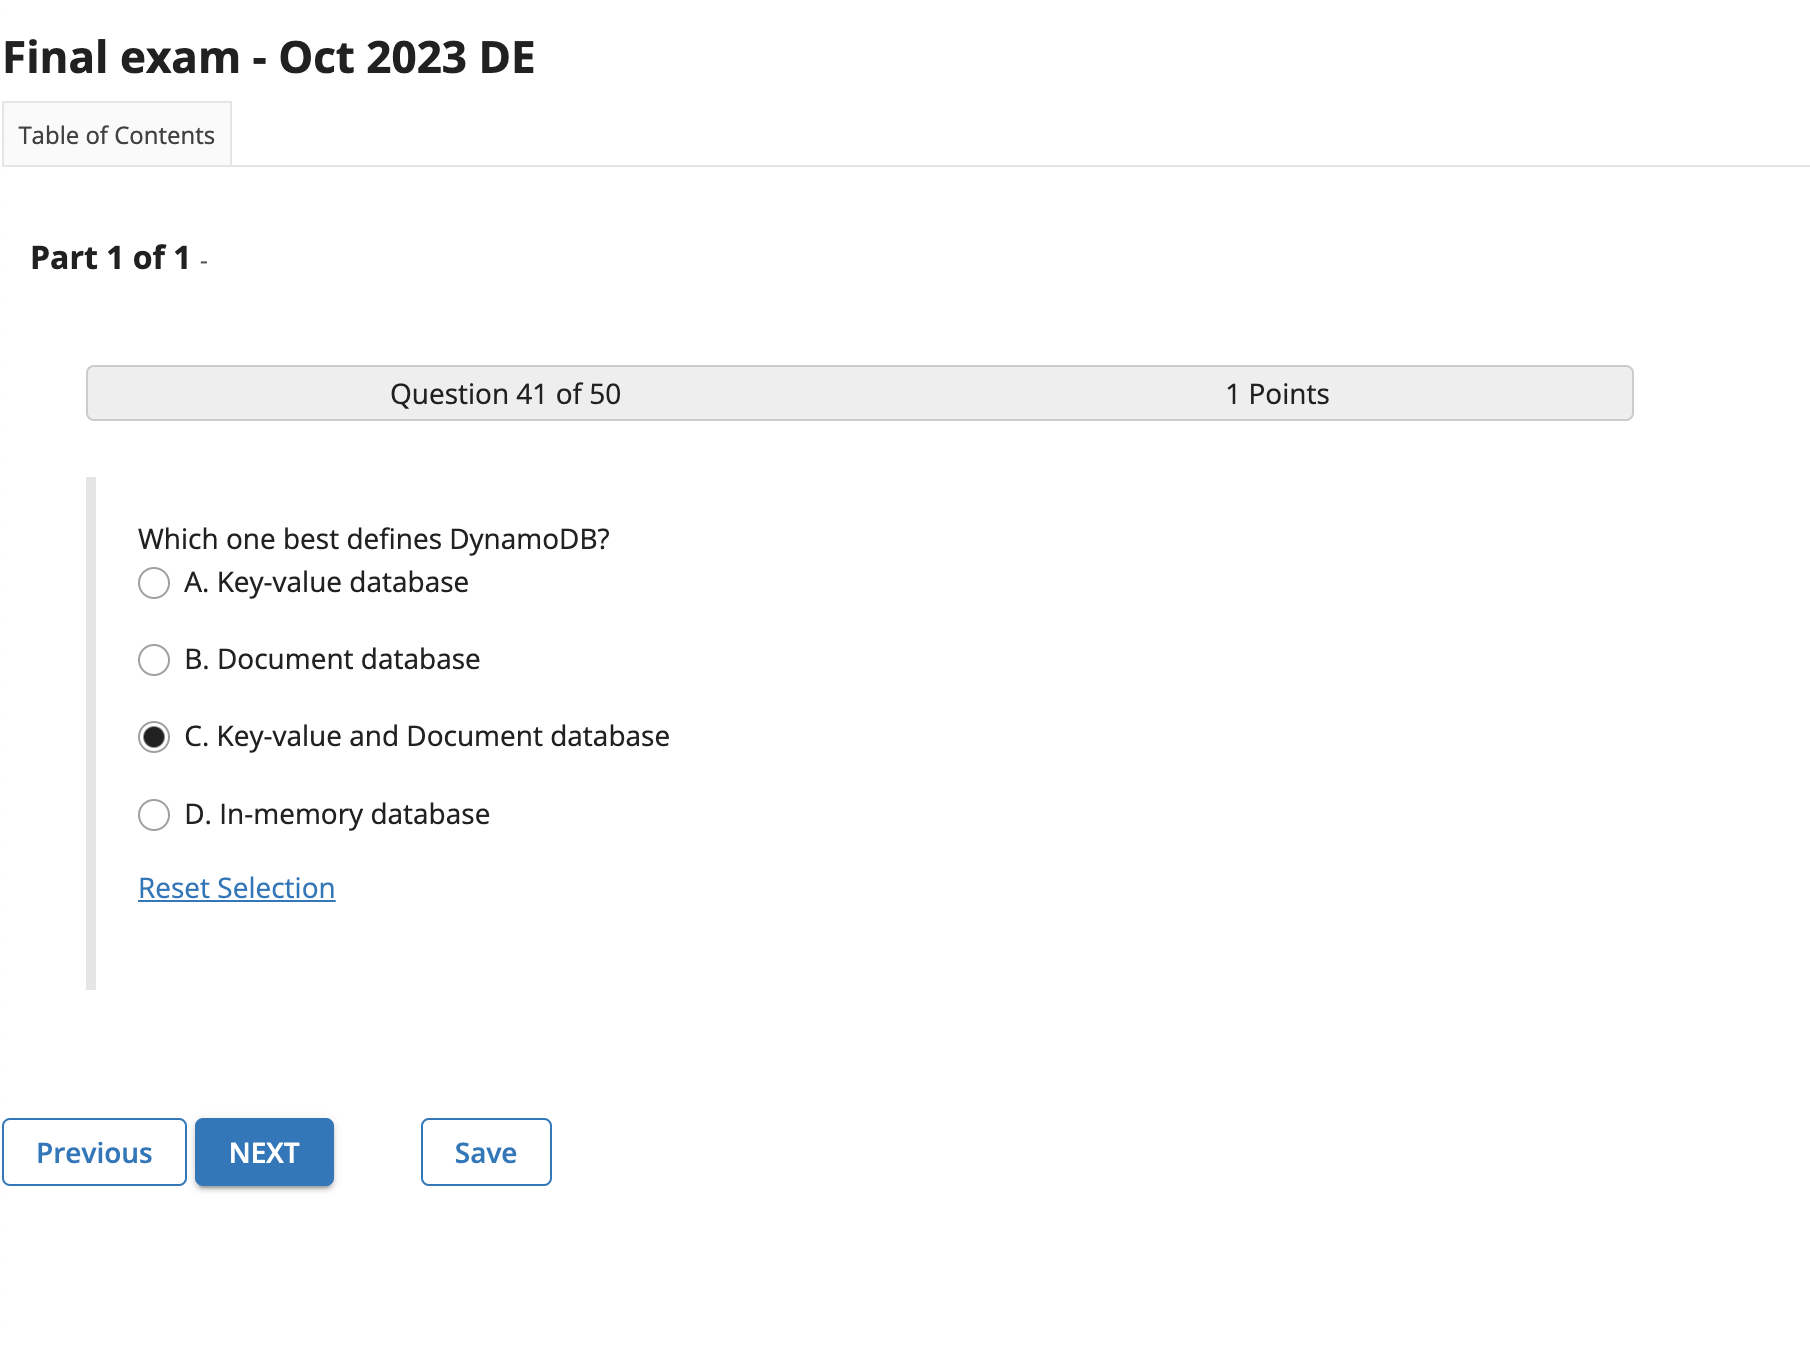 Final exam - Oct 2023 DE
Table of Contents
Part 1 of 1 -
Question 41 of 50 1 Points
Which one best defines DynamoDB?
A. Key-value database
B. Document database
C. Key-value and Document database
D. In-memory database
Reset Selection
Previous NEXT Save